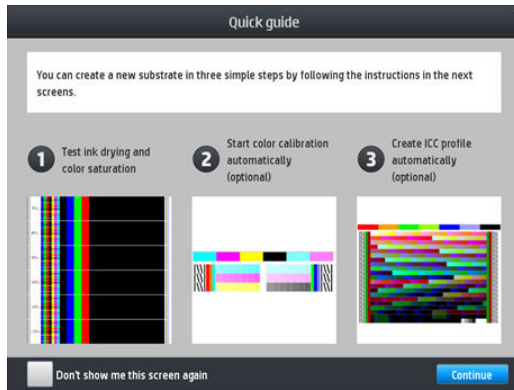 Quick guide
You can create a new substrate in three simple steps by following the instructions in the next
screens.
1 Test ink drying and
color saturation
2 Start color calibration
automatically
(optional)
3 Create ICC profile
automatically
(optional)
Don't show me this screen again
Continue